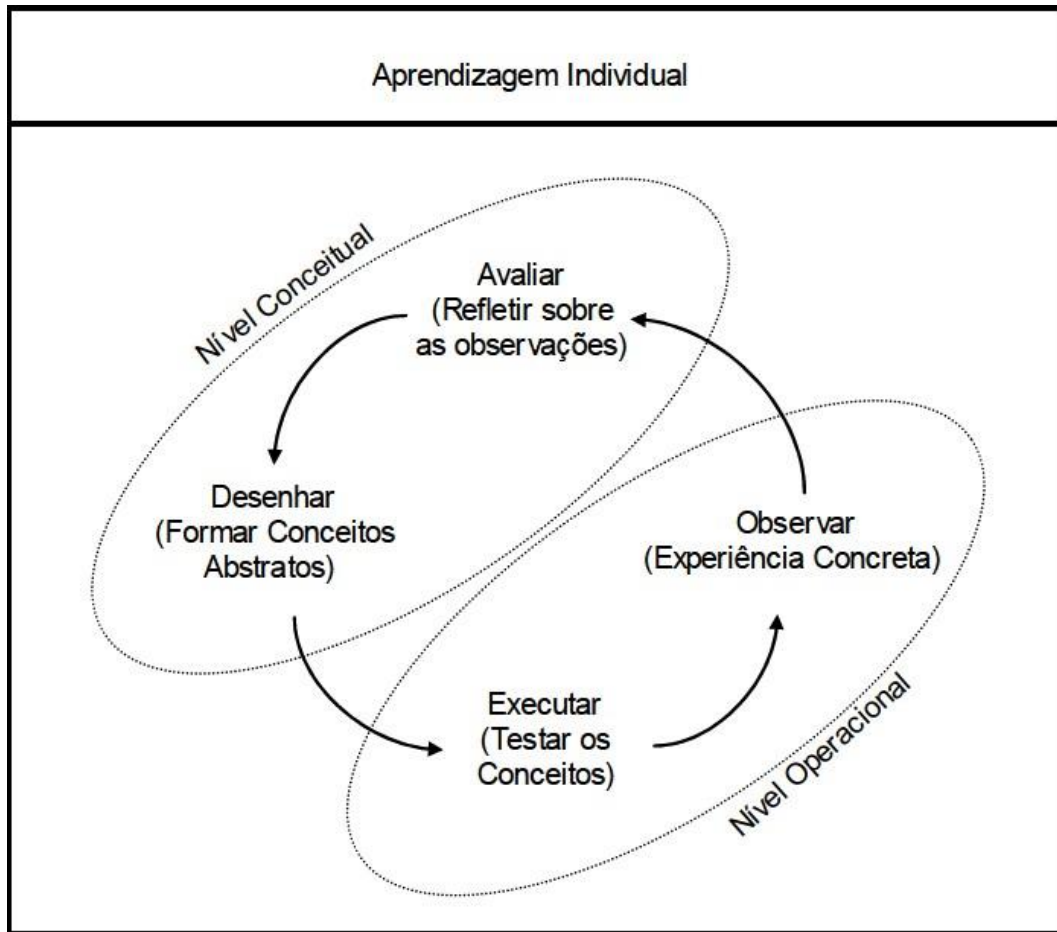 Aprendizagem Individual
Nível Conceitual
Avaliar
(Refletir sobre
as observações)
Desenhar
(Formar Conceitos
Abstratos)
Observar
(Experiência Concreta)
Executar
(Testar os
Conceitos)
Nível Operacional